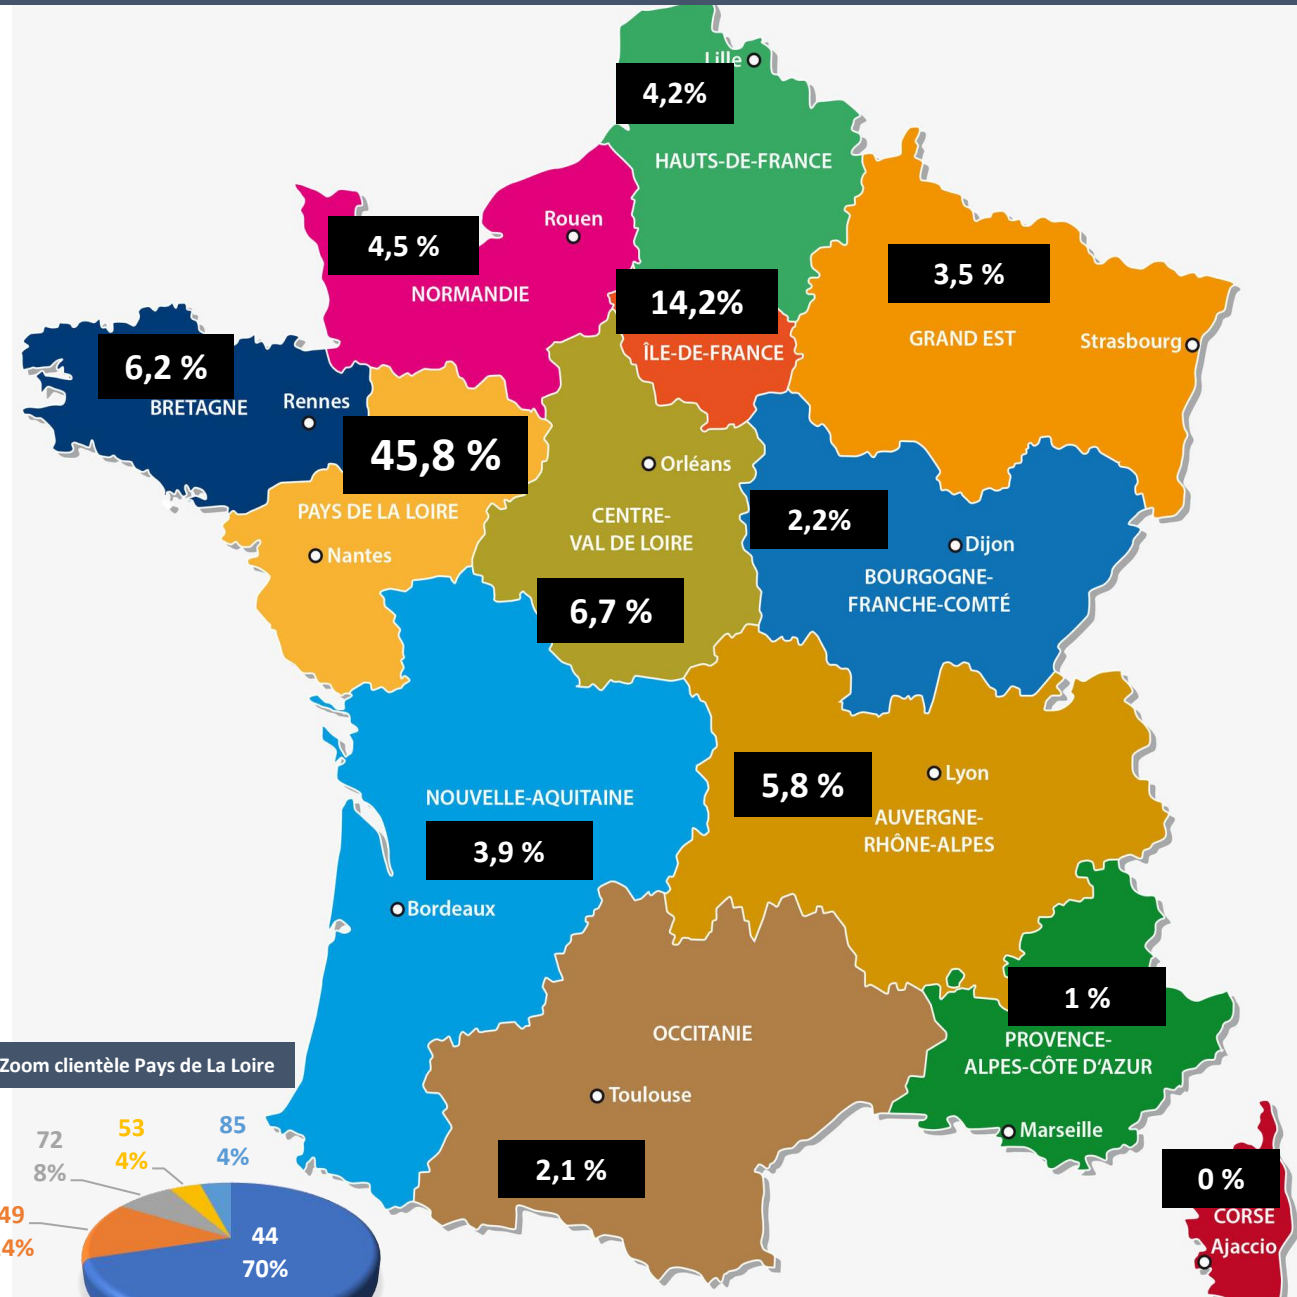 Lille
4,2%
HAUTS-DE-FRANCE
Rouen
4,5 %
NORMANDIE
14,2%
ÎLE-DE-FRANCE
3,5 %
GRAND EST
Strasbourg
6,2 %
BRETAGNE
Rennes
45,8 %
PAYS DE LA LOIRE
Nantes
Orléans
CENTRE-
VAL DE LOIRE
6,7 %
2,2%
Dijon
BOURGOGNE-
FRANCHE-COMTÉ
NOUVELLE-AQUITAINE
3,9 %
Bordeaux
5,8 %
Lyon
AUVERGNE-
RHÔNE-ALPES
OCCITANIE
Toulouse
2,1 %
1 %
PROVENCE-
ALPES-CÔTE D'AZUR
Marseille
0 %
CORSE
Ajaccio
Zoom clientèle Pays de La Loire
72
8%
53
4%
85
4%
49
4%
44
70%